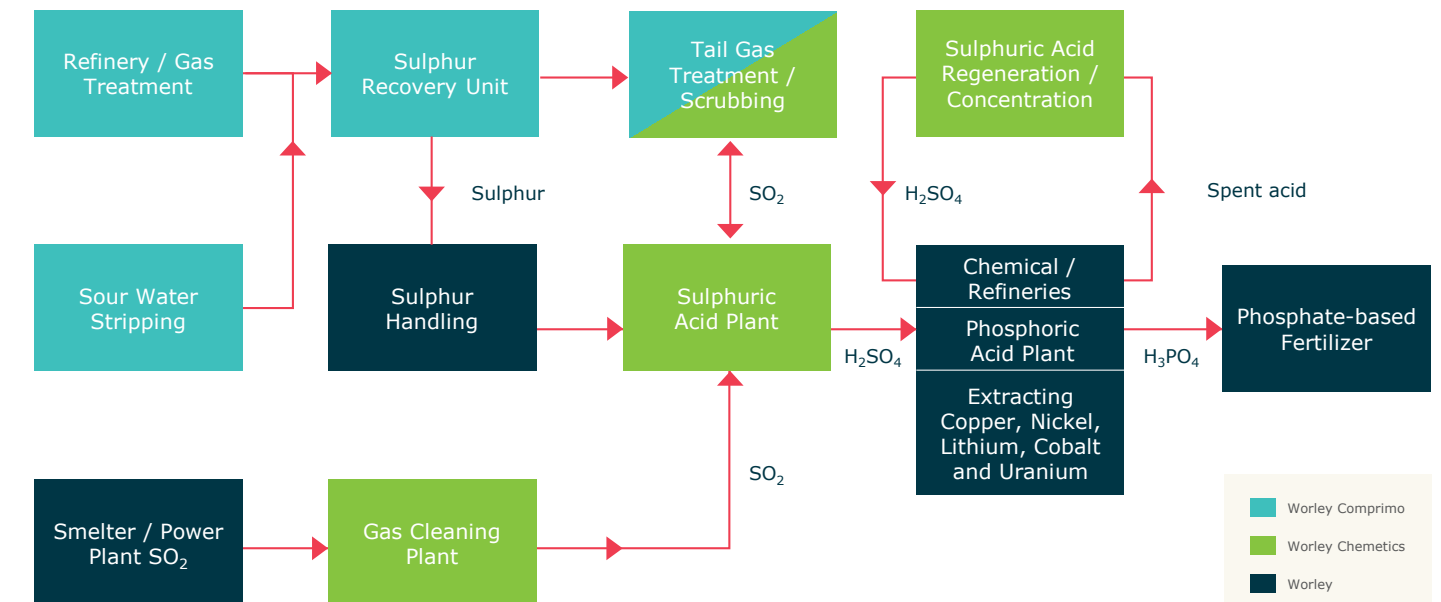 Refinery / Gas
Treatment
Sulphur
Recovery Unit
Tail Gas
Treatment /
Scrubbing
Sulphuric Acid
Regeneration /
Concentration
Sulphur
SO₂
H₂SO₄
Spent acid
Sour Water
Stripping
Sulphur
Handling
Sulphuric
Acid Plant
H₂SO₄
Chemical /
Refineries
Phosphoric
Acid Plant
Extracting
Copper, Nickel,
Lithium, Cobalt
and Uranium
H₃PO₄
Phosphate-based
Fertilizer
Smelter / Power
Plant SO₂
Gas Cleaning
Plant
SO₂
Worley Comprimo
Worley Chemetics
Worley